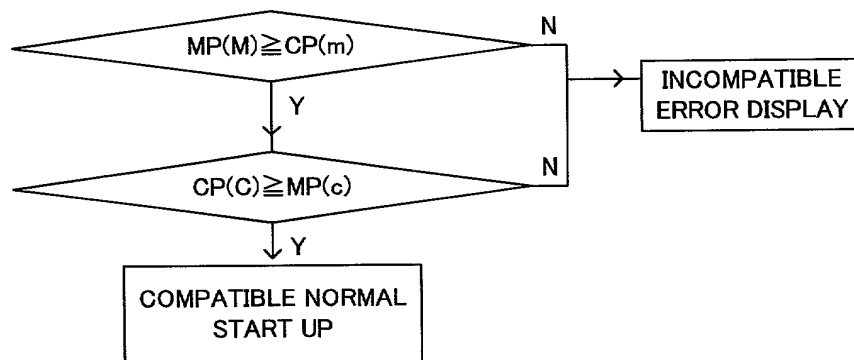 MP(M)≧CP(m)
N
INCOMPATIBLE
ERROR DISPLAY
Y
CP(C)≧MP(c)
N
Y
COMPATIBLE NORMAL
START UP